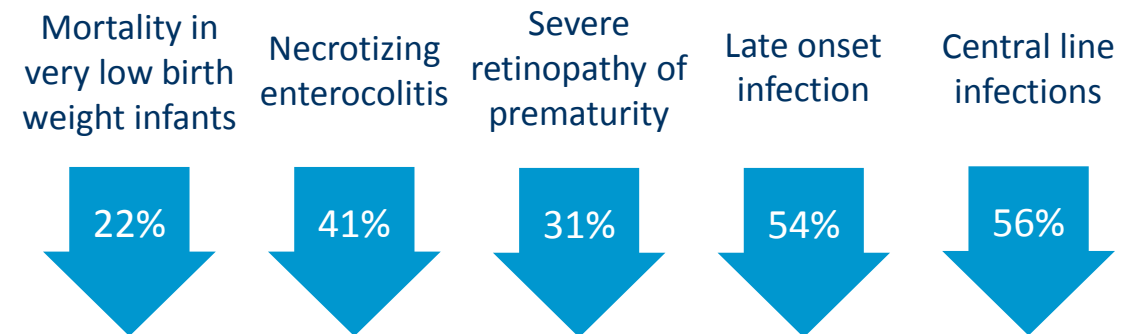 Mortality in
very low birth
weight infants
Necrotizing
enterocolitis
Severe
retinopathy of
prematurity
Late onset
infection
Central line
infections
22%
41%
31%
54%
56%